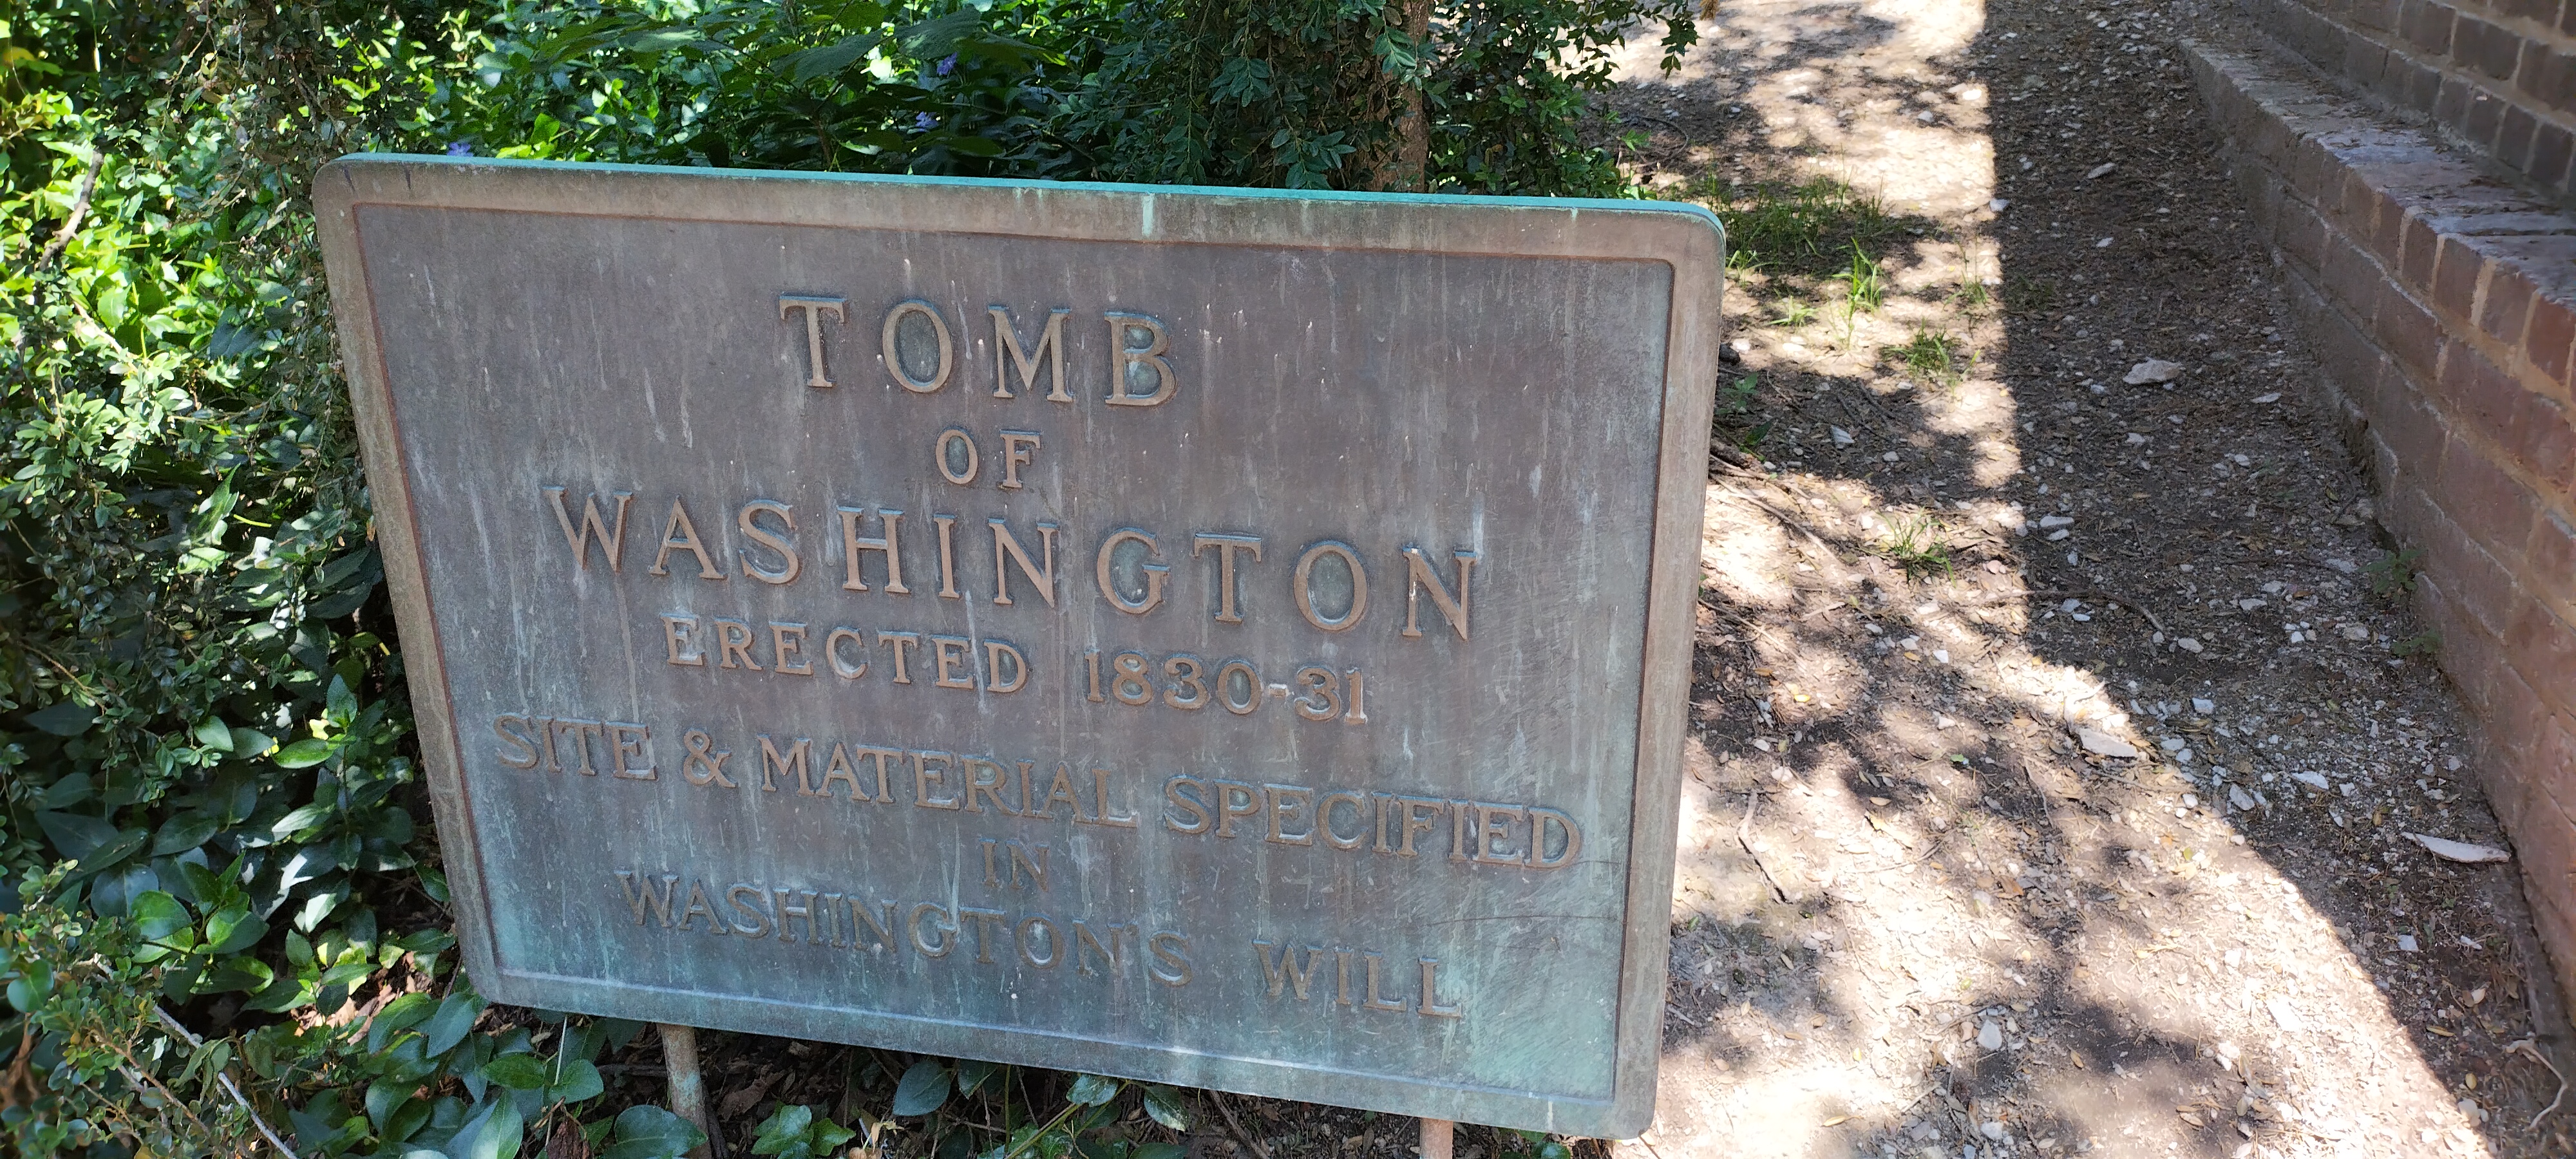 TOMB
OF
WASHINGTON
ERECTED 1830-31
SITE & MATERIAL SPECIFIED
IN
WASHINGTON'S WILL